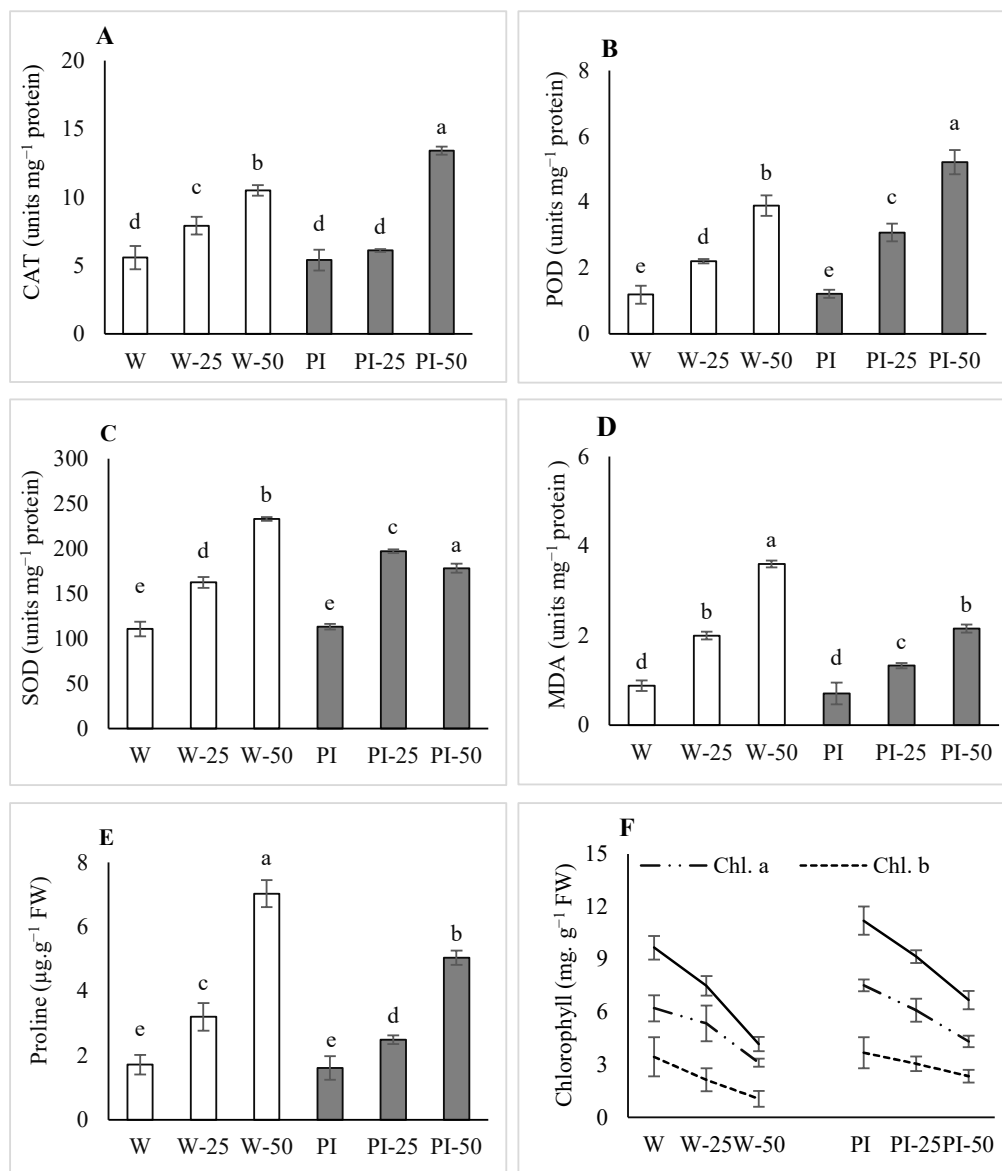 A
CAT (units mg⁻¹ protein)
20
15
10
5
0
d
c
b
d
d
a
W W-25 W-50 PI PI-25 PI-50
B
POD (units mg⁻¹ protein)
8
6
4
2
0
e
d
b
e
c
a
W W-25 W-50 PI PI-25 PI-50
C
SOD (units mg⁻¹ protein)
300
250
200
150
100
50
0
e
d
b
e
c
a
W W-25 W-50 PI PI-25 PI-50
D
MDA (units mg⁻¹ protein )
6
4
2
0
d
b
a
d
c
b
W W-25 W-50 PI PI-25 PI-50
E
Proline (µg.g⁻¹ FW)
8
6
4
2
0
e
c
a
e
d
b
W W-25 W-50 PI PI-25 PI-50
F
Chlorophyll (mg. g⁻¹ FW)
15
12
9
6
3
0
Chl. a Chl. b
W W-25 W-50 PI PI-25 PI-50